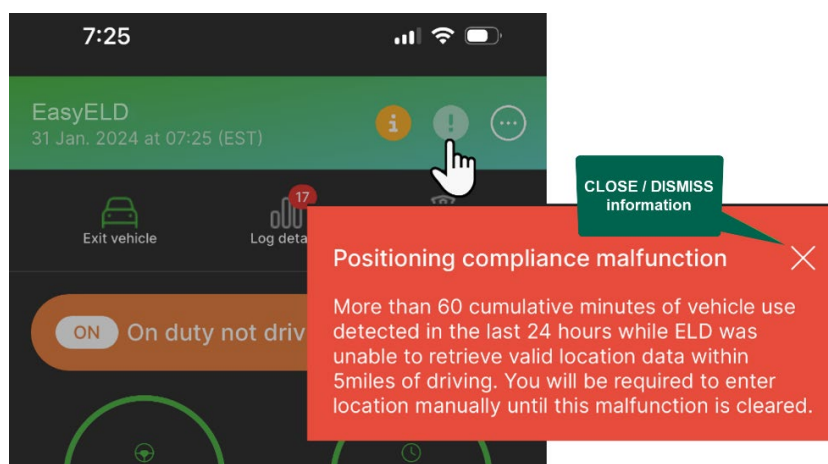 7:25
EasyELD
31 Jan. 2024 at 07:25 (EST)
CLOSE / DISMISS
information
17
Exit vehicle
Log deta
Positioning compliance malfunction
More than 60 cumulative minutes of vehicle use
detected in the last 24 hours while ELD was
unable to retrieve valid location data within
5miles of driving. You will be required to enter
location manually until this malfunction is cleared.
ON On duty not driv